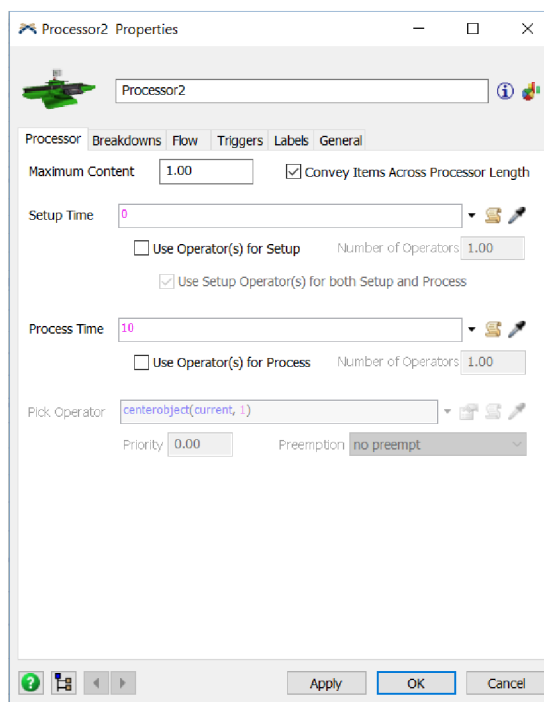 Processor2 Properties
Processor2
Processor Breakdowns Flow Triggers Labels General
Maximum Content 1.00 Convey Items Across Processor Length
Setup Time 0
Use Operator(s) for Setup Number of Operators 1.00
Use Setup Operator(s) for both Setup and Process
Process Time 10
Use Operator(s) for Process Number of Operators 1.00
Pick Operator centerobject(current, 1)
Priority 0.00 Preemption no preempt
Apply OK Cancel